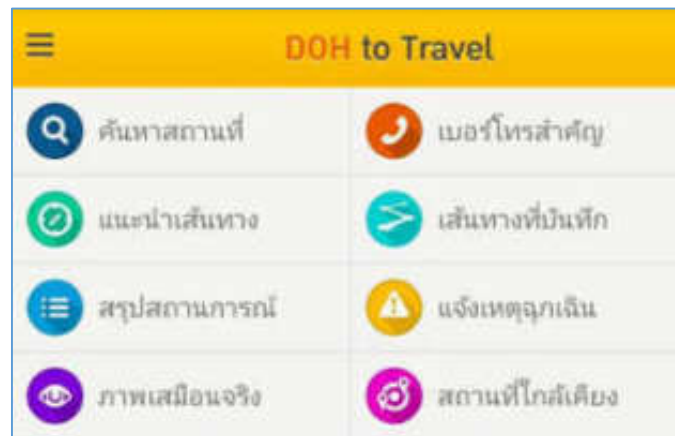 DOH to Travel
ค้นหาสถานที่
เบอร์โทรสำคัญ
แนะนำเส้นทาง
เส้นทางที่บันทึก
สรุปสถานการณ์
แจ้งเหตุฉุกเฉิน
ภาพเสมือนจริง
สถานที่ใกล้เคียง